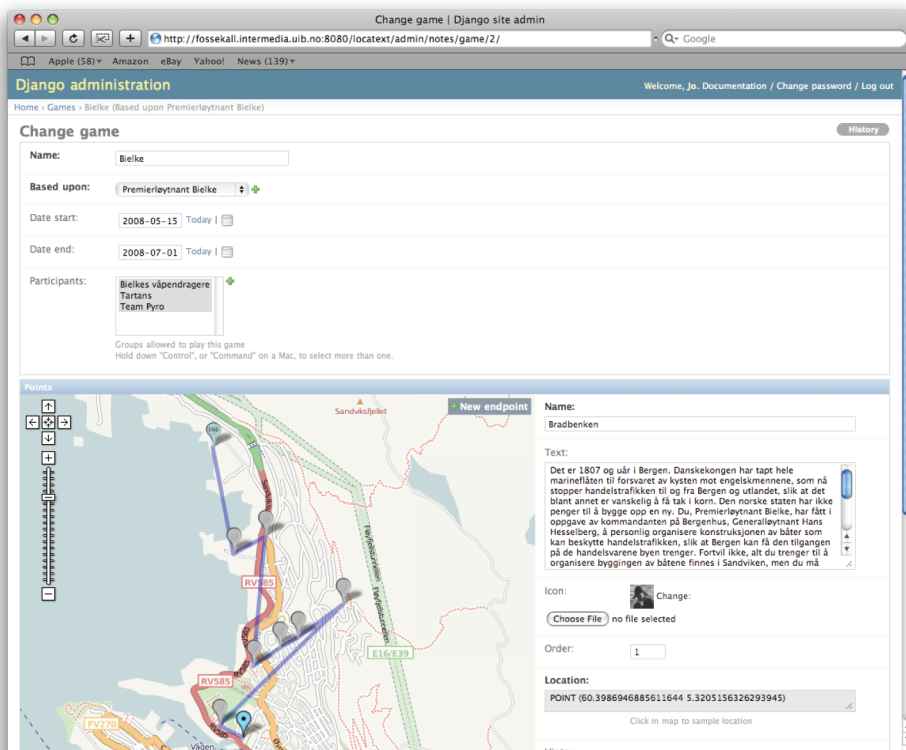 Change game | Django site admin
http://fossekall.intermedia.uib.no:8080/locatext/admin/notes/game/2/
Google
Apple (58)▾ Amazon eBay Yahoo! News (139)▾
Django administration
Welcome, Jo. Documentation / Change password / Log out
Home › Games › Bielke (Based upon Premierløytnant Bielke)
Change game
History
Name:
Bielke
Based upon:
Premierløytnant Bielke
Date start:
2008-05-15 Today |
Date end:
2008-07-01 Today |
Participants:
Bielkes våpendragere
Tartans
Team Pyro
Groups allowed to play this game
Hold down "Control", or "Command" on a Mac, to select more than one.
Points
Sandviksfjellet
New endpoint
END
Sandviks
Fløyfjellstunnelen
Fløyfjellstunnelen
RV585
RV585
E16/E39
RV585
RV585
RV585
FV270
Vågen
Name:
Bradbenken
Text:
Det er 1807 og uår i Bergen. Danskekongen har tapt hele
marineflåten til forsvaret av kysten mot engelskmennene, som nå
stopper handelstrafikken til og fra Bergen og utlandet, slik at det
blant annet er vanskelig å få tak i korn. Den norske staten har ikke
penger til å bygge opp en ny. Du, Premierløytnant Bielke, har fått i
oppgave av kommandanten på Bergenhus, Generalløytnant Hans
Hesselberg, å personlig organisere konstruksjonen av båter som
kan beskytte handelstrafikken, slik at Bergen kan få den tilgangen
på de handelsvarene byen trenger. Fortvil ikke, alt du trenger til å
organisere byggingen av båtene finnes i Sandviken, men du må
Icon:
Change:
Choose File no file selected
Order:
1
Location:
POINT (60.3986946885611644 5.3205156326293945)
Click in map to sample location